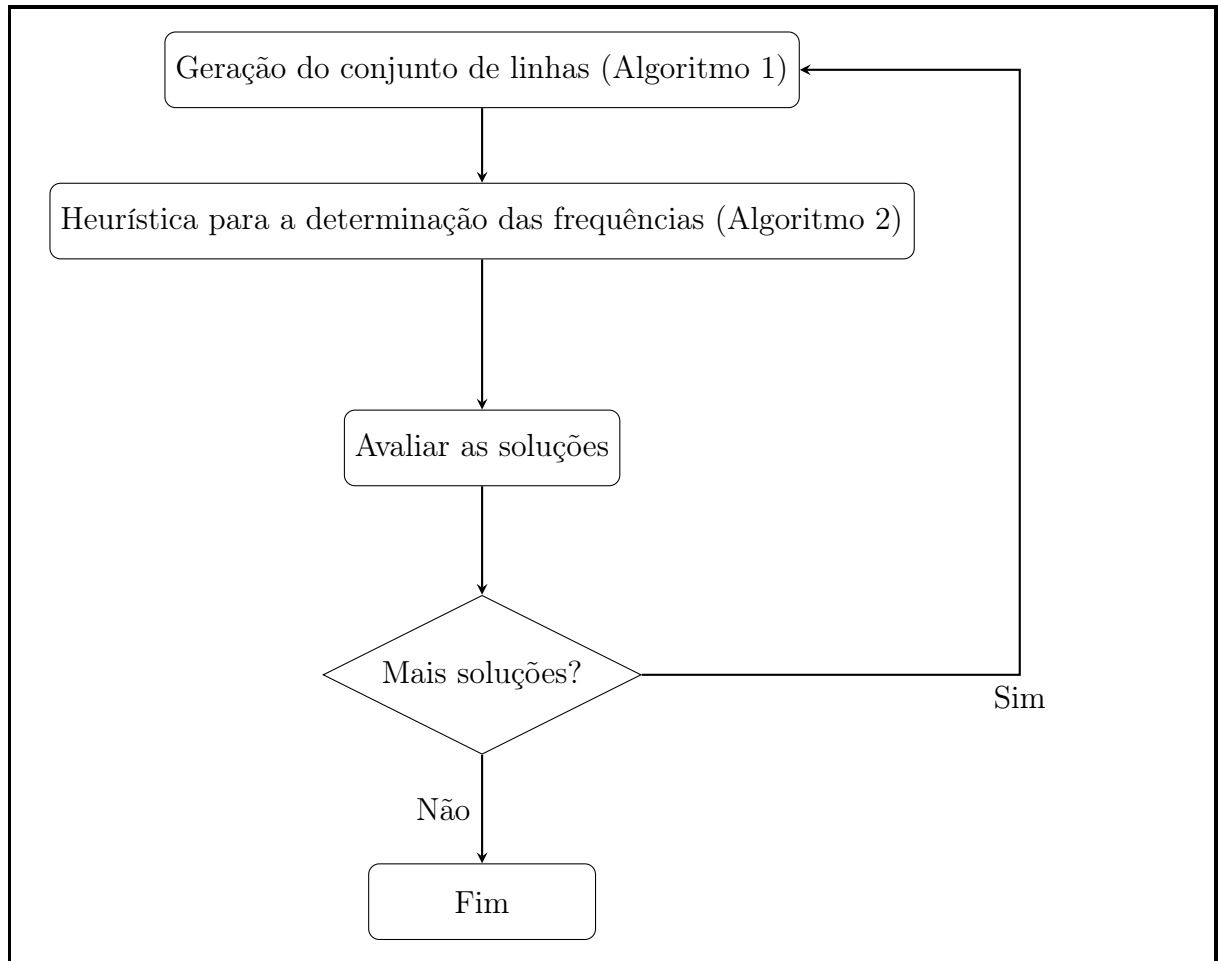 Geração do conjunto de linhas (Algoritmo 1)
Heurística para a determinação das frequências (Algoritmo 2)
Avaliar as soluções
Mais soluções?
Sim
Não
Fim